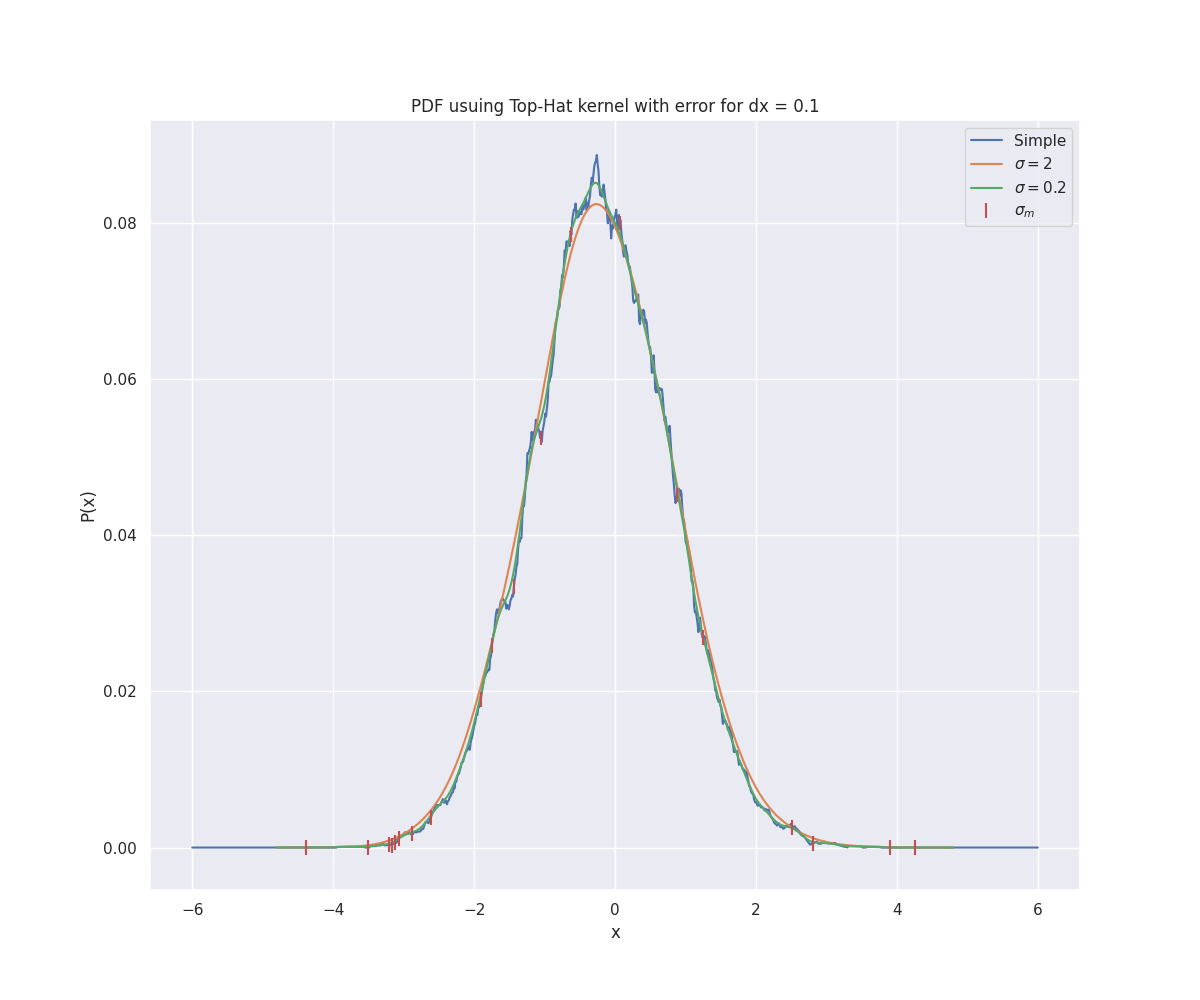 PDF usuing Top-Hat kernel with error for dx = 0.1
Simple
σ = 2
σ = 0.2
σm
P(x)
0.08
0.06
0.04
0.02
0.00
−6
−4
−2
0
2
4
6
x